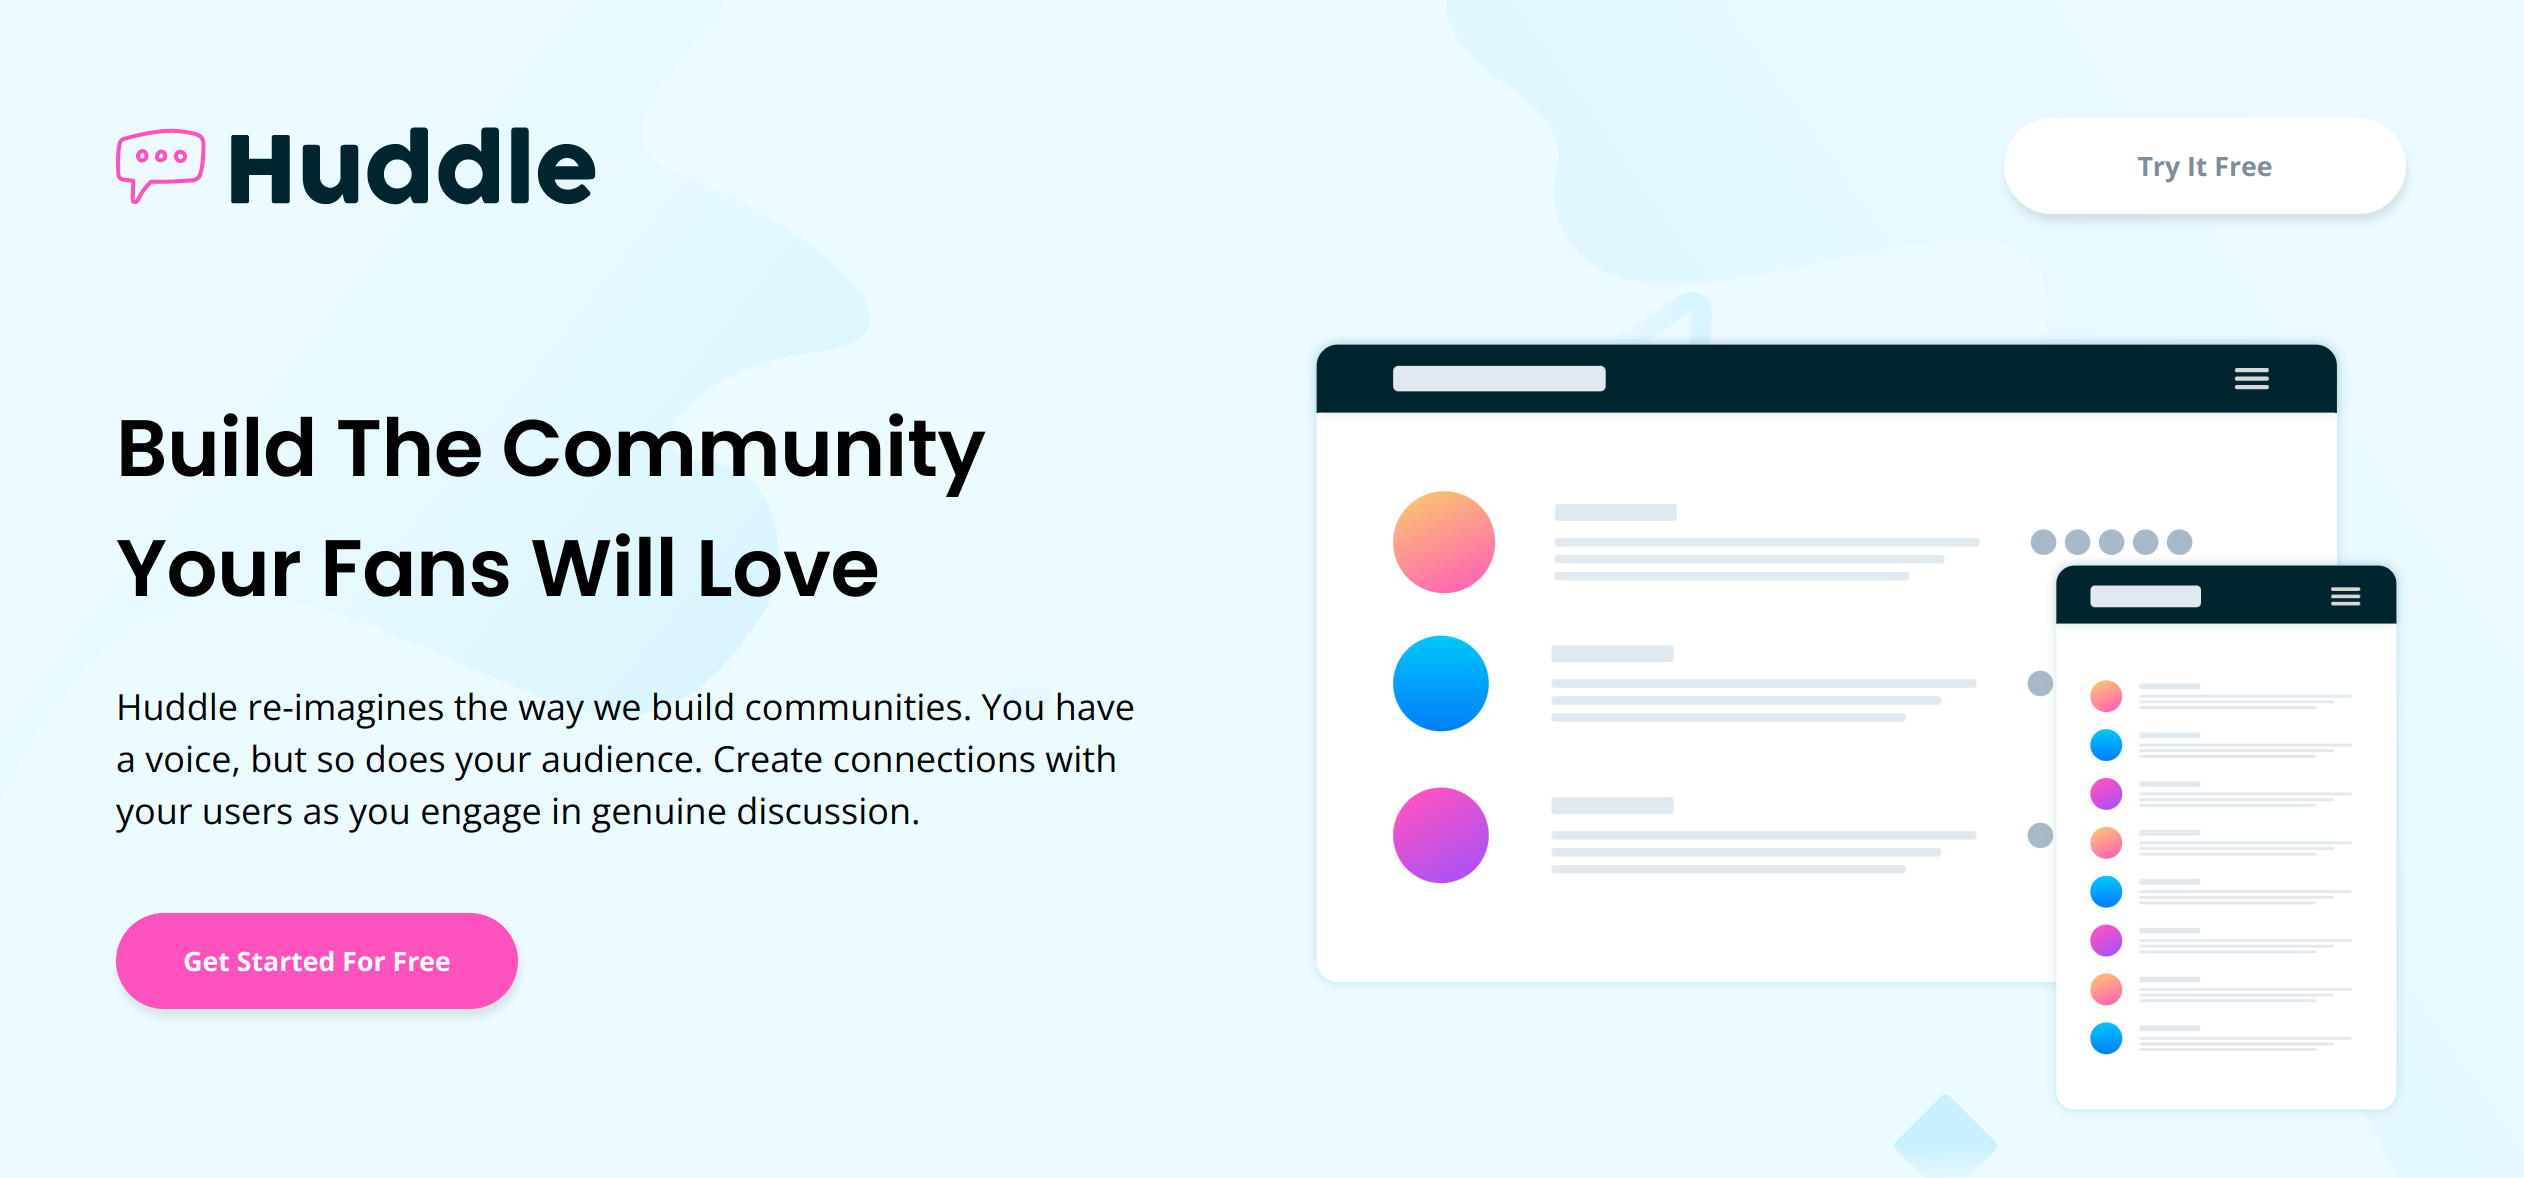 Huddle
Try It Free
Build The Community
Your Fans Will Love
Huddle re-imagines the way we build communities. You have
a voice, but so does your audience. Create connections with
your users as you engage in genuine discussion.
Get Started For Free